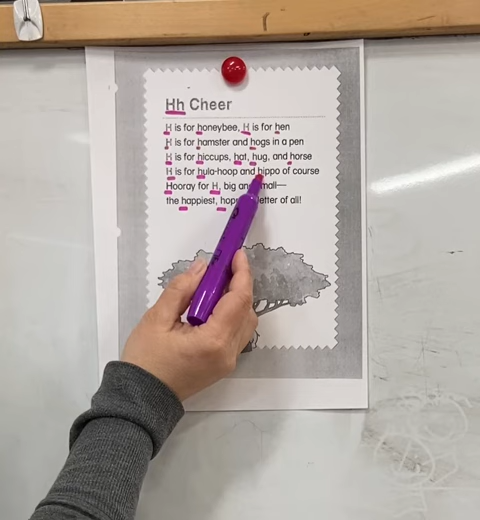 Hh Cheer
H is for honeybee, H is for hen
H is for hamster and hogs in a pen
H is for hiccups, hat, hug, and horse
H is for hula-hoop and hippo of course
Hooray for H, big and
the happiest, letter of all!